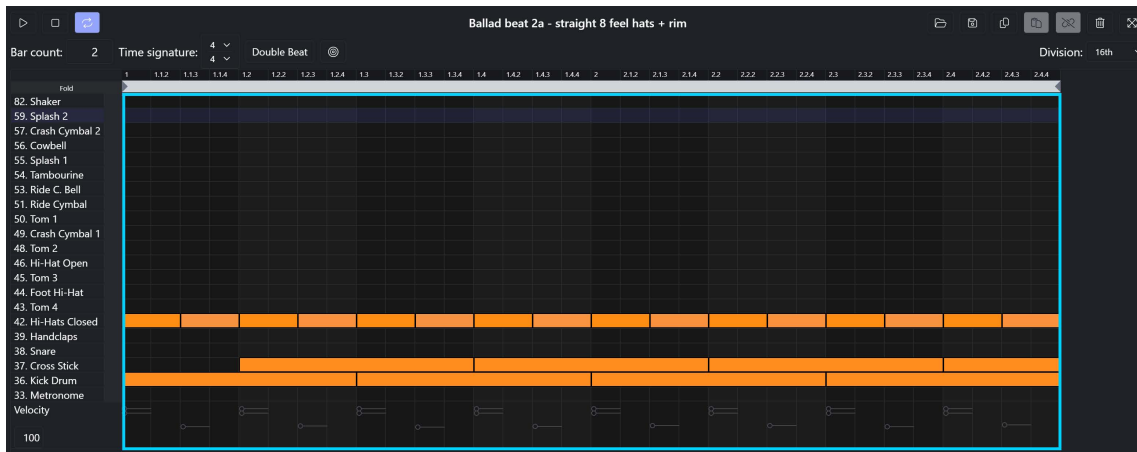 Ballad beat 2a - straight 8 feel hats + rim
Bar count: 2 Time signature: 4 4 Double Beat Division: 16th
1 1.1.2 1.1.3 1.1.4 1.2 1.2.2 1.2.3 1.2.4 1.3 1.3.2 1.3.3 1.3.4 1.4 1.4.2 1.4.3 1.4.4 2 2.1.2 2.1.3 2.1.4 2.2 2.2.2 2.2.3 2.2.4 2.3 2.3.2 2.3.3 2.3.4 2.4 2.4.2 2.4.3 2.4.4
Fold
82. Shaker
59. Splash 2
57. Crash Cymbal 2
56. Cowbell
55. Splash 1
54. Tambourine
53. Ride C. Bell
51. Ride Cymbal
50. Tom 1
49. Crash Cymbal 1
48. Tom 2
46. Hi-Hat Open
45. Tom 3
44. Foot Hi-Hat
43. Tom 4
42. Hi-Hats Closed
39. Handclaps
38. Snare
37. Cross Stick
36. Kick Drum
33. Metronome
Velocity
100